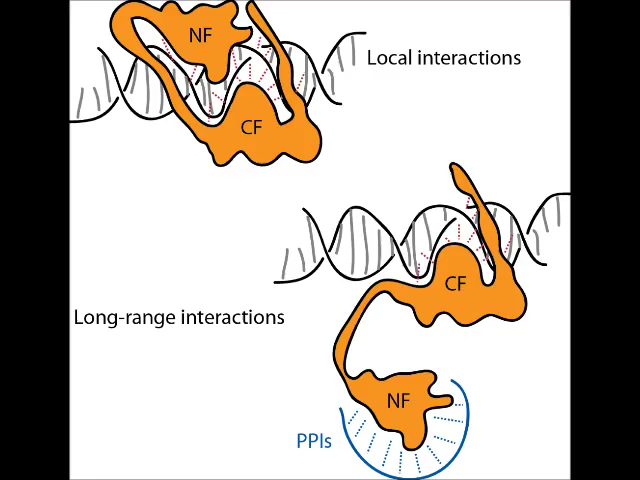 NF
Local interactions
CF
CF
Long-range interactions
NF
PPIs